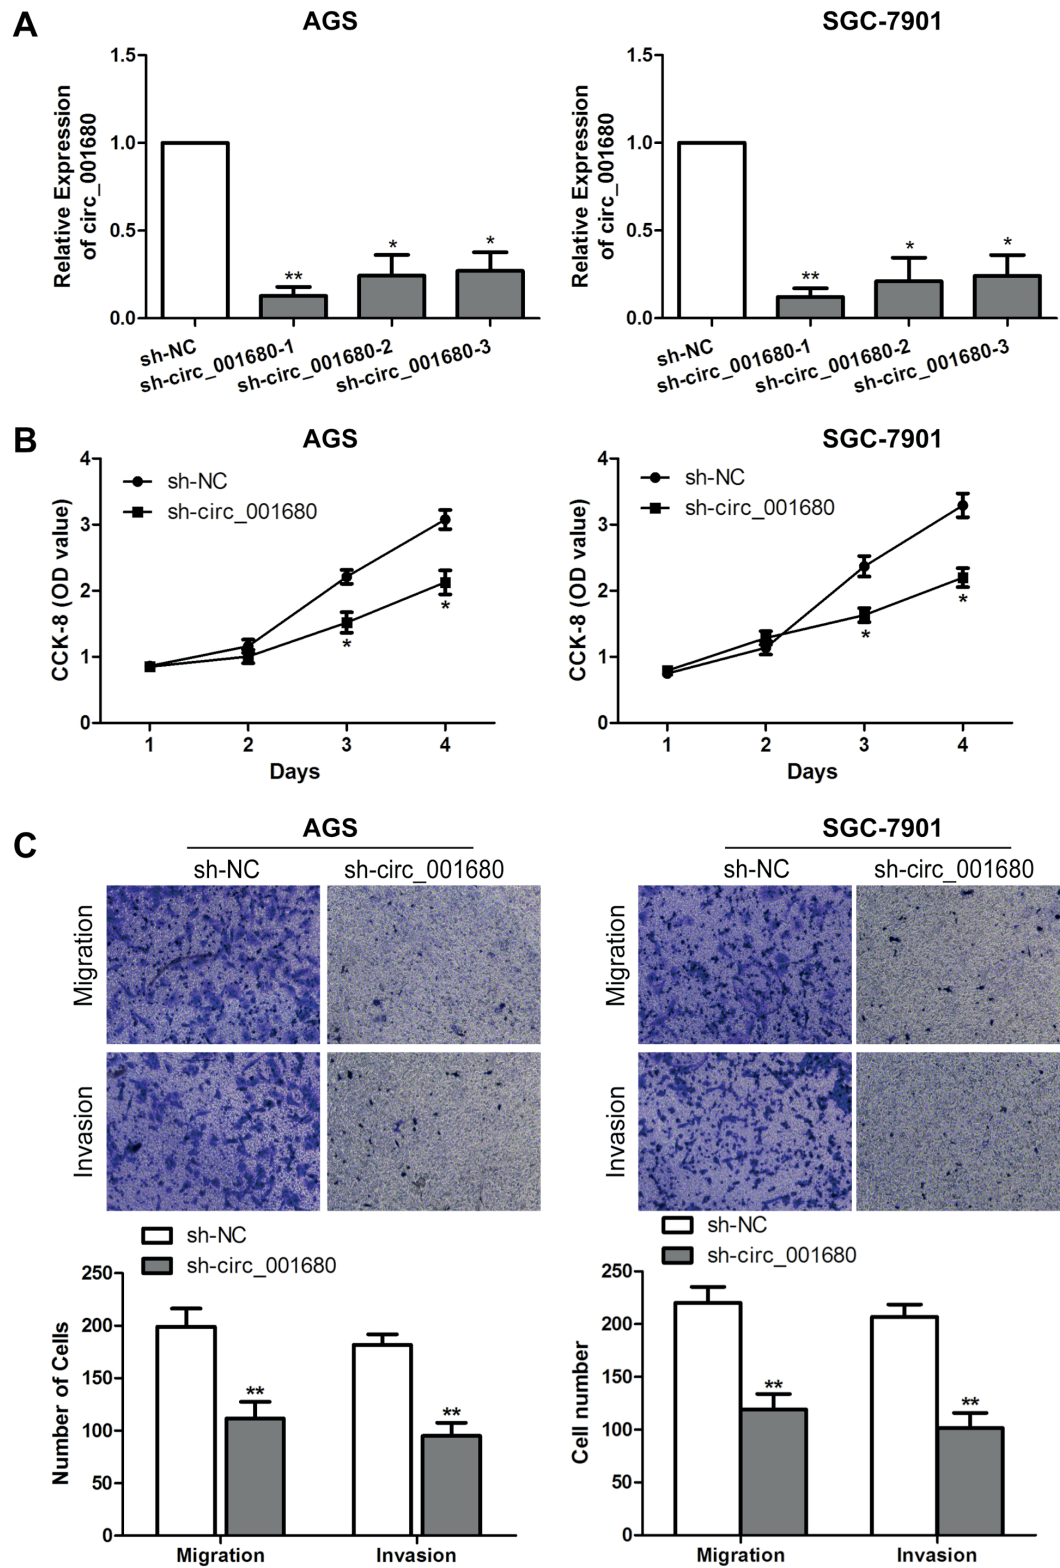 A
AGS
SGC-7901
Relative Expression
of circ_001680
1.5
1.0
0.5
0.0
**
*
*
sh-NC
sh-circ_001680-1
sh-circ_001680-2
sh-circ_001680-3
Relative Expression
of circ_001680
1.5
1.0
0.5
0.0
**
*
*
sh-NC
sh-circ_001680-1
sh-circ_001680-2
sh-circ_001680-3
B
AGS
SGC-7901
CCK-8 (OD value)
4
3
2
1
0
sh-NC
sh-circ_001680
*
*
1 2 3 4
Days
CCK-8 (OD value)
4
3
2
1
0
sh-NC
sh-circ_001680
*
*
1 2 3 4
Days
C
AGS
sh-NC sh-circ_001680
Migration
Invasion
SGC-7901
sh-NC sh-circ_001680
Migration
Invasion
sh-NC
sh-circ_001680
Number of Cells
250
200
150
100
50
0
**
**
Migration Invasion
sh-NC
sh-circ_001680
Cell number
250
200
150
100
50
0
**
**
Migration Invasion